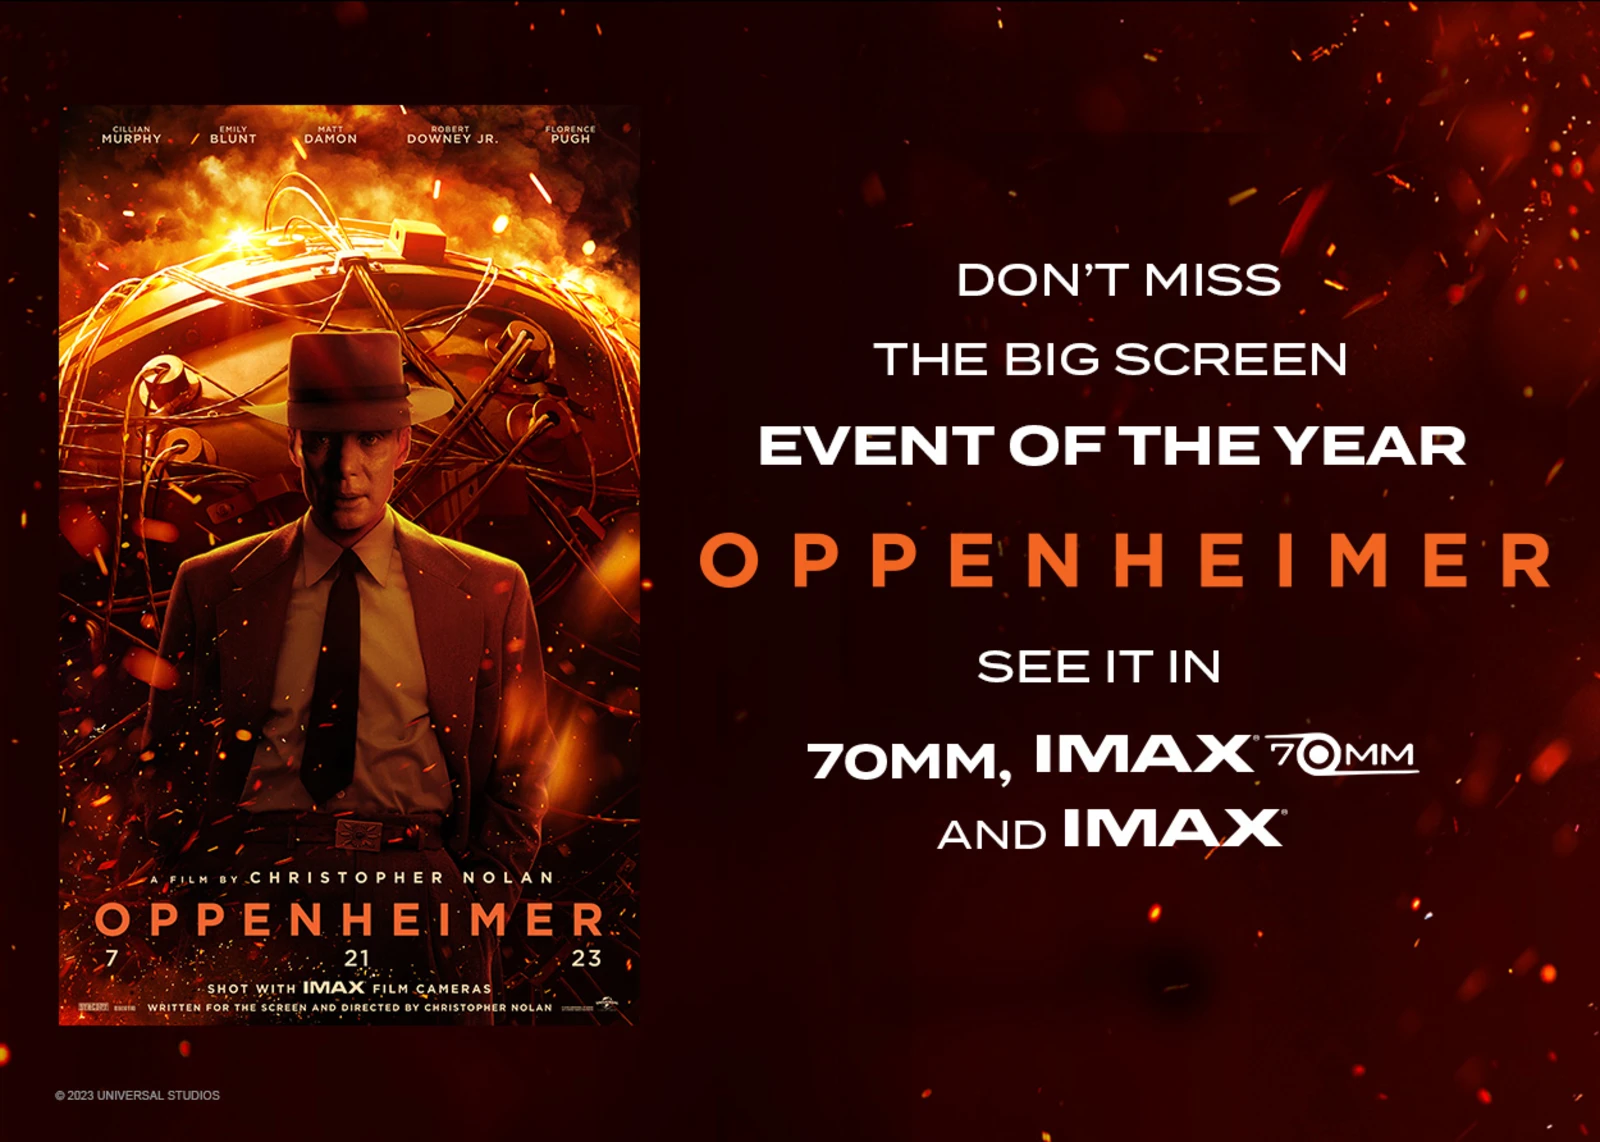 CILLIAN MURPHY
EMILY BLUNT
MATT DAMON
ROBERT DOWNEY JR.
FLORENCE PUGH
A FILM BY CHRISTOPHER NOLAN
OPPENHEIMER
7 21 23
SHOT WITH IMAX FILM CAMERAS
WRITTEN FOR THE SCREEN AND DIRECTED BY CHRISTOPHER NOLAN
DON’T MISS
THE BIG SCREEN
EVENT OF THE YEAR
OPPENHEIMER
SEE IT IN
70MM, IMAX® 70MM
AND IMAX®
© 2023 UNIVERSAL STUDIOS